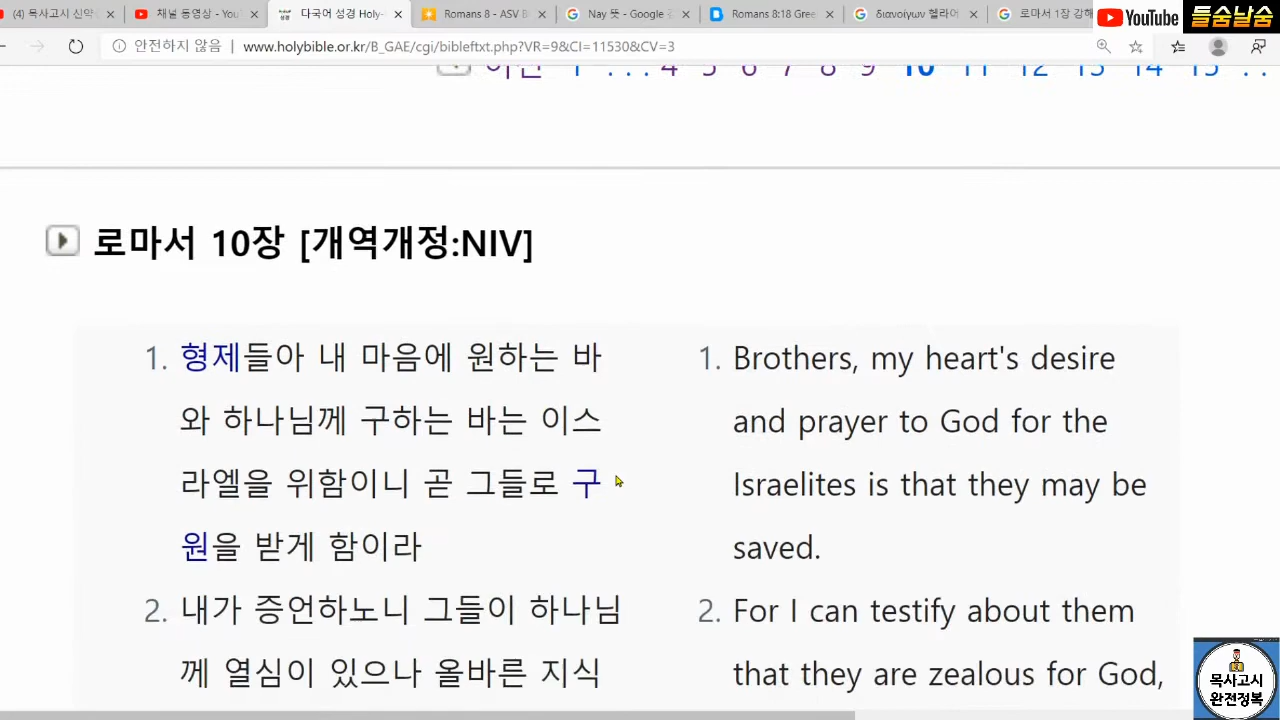 (4) 목사고시 신약
채널 동영상 - You
다국어 성경 Holy-
Romans 8
Nay 뜻 - Google
Romans 8:18 Gree
διανοίγων 헬라어
로마서 1장 강해
YouTube
들숨날숨
안전하지 않음 | www.holybible.or.kr/B_GAE/cgi/bibleftxt.php?VR=9&CI=11530&CV=3
이전 1 . . . 4 5 6 7 8 9 10 11 12 13 14 15 . .
로마서 10장 [개역개정:NIV]
1. 형제들아 내 마음에 원하는 바
와 하나님께 구하는 바는 이스
라엘을 위함이니 곧 그들로 구
원을 받게 함이라
2. 내가 증언하노니 그들이 하나님
께 열심이 있으나 올바른 지식
1. Brothers, my heart's desire
and prayer to God for the
Israelites is that they may be
saved.
2. For I can testify about them
that they are zealous for God,
목사고시
완전정복